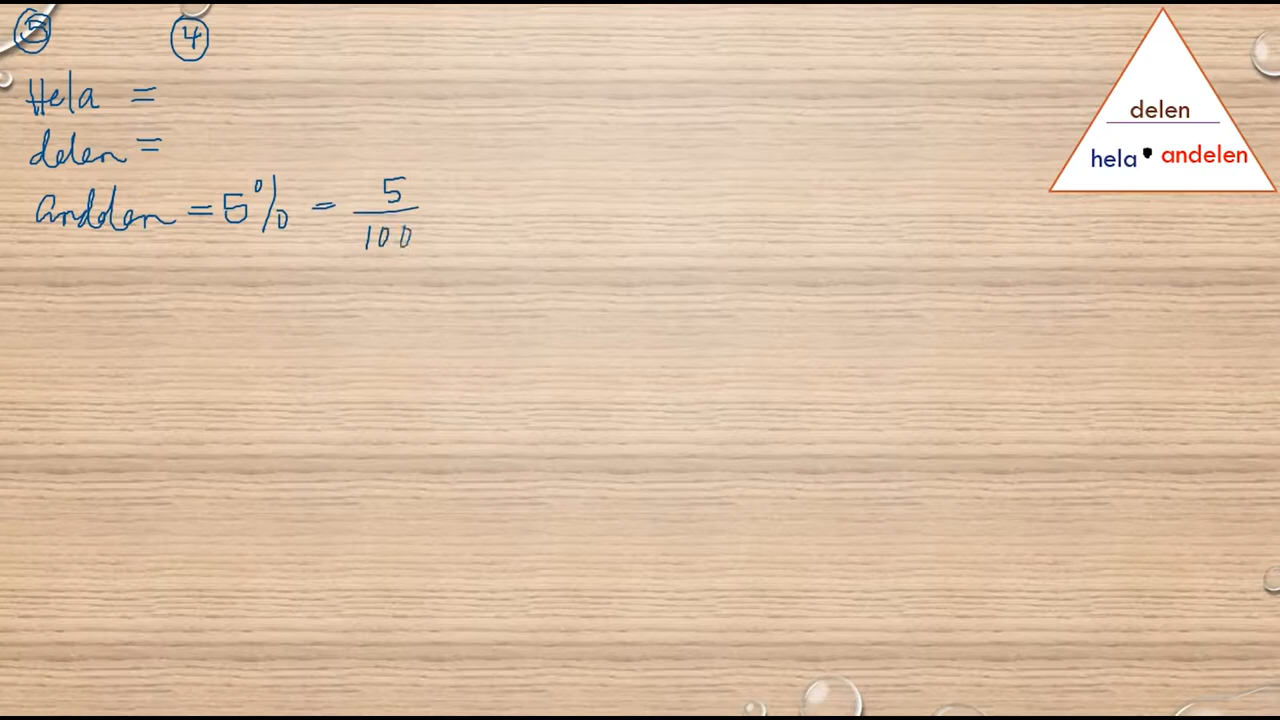 5 4
Hela =
delen =
andelen = 5% = 5/100
delen
hela • andelen